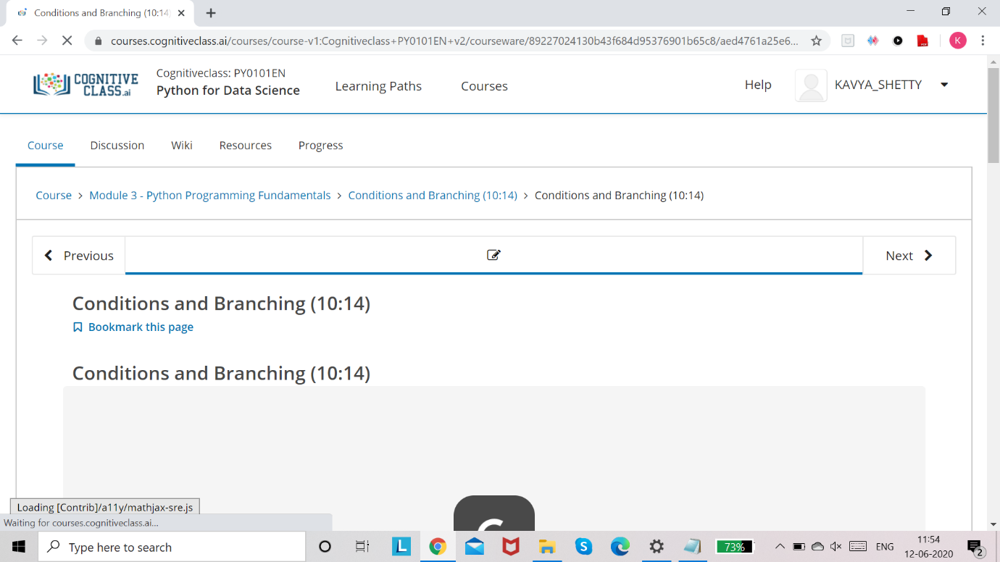 Conditions and Branching (10:14)
courses.cognitiveclass.ai/courses/course-v1:Cognitiveclass+PY0101EN+v2/courseware/89227024130b43f684d95376901b65c8/aed4761a25e6...
K
COGNITIVE
CLASS.ai
Cognitiveclass: PY0101EN
Python for Data Science
Learning Paths
Courses
Help
KAVYA_SHETTY
Course
Discussion
Wiki
Resources
Progress
Course > Module 3 - Python Programming Fundamentals > Conditions and Branching (10:14) > Conditions and Branching (10:14)
Previous
Next
Conditions and Branching (10:14)
Bookmark this page
Conditions and Branching (10:14)
Loading [Contrib]/a11y/mathjax-sre.js
Waiting for courses.cognitiveclass.ai...
Type here to search
L
S
73%
ENG
11:54
12-06-2020
2